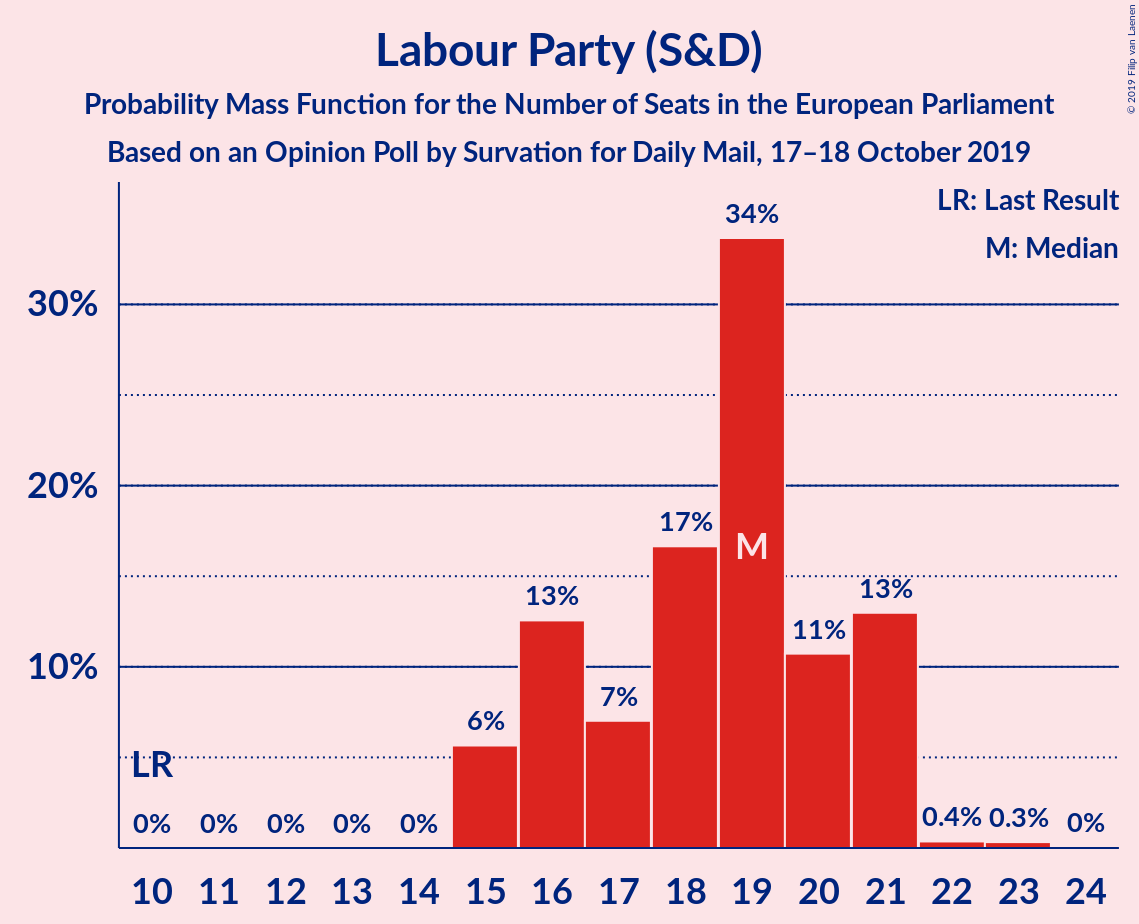 Labour Party (S&D)
Probability Mass Function for the Number of Seats in the European Parliament
Based on an Opinion Poll by Survation for Daily Mail, 17–18 October 2019
© 2019 Filip van Laenen
LR: Last Result
M: Median
34%
30%
20%
17%
M
13%
13%
11%
10%
7%
6%
LR
0% 0% 0% 0% 0% 0.4% 0.3% 0%
10 11 12 13 14 15 16 17 18 19 20 21 22 23 24